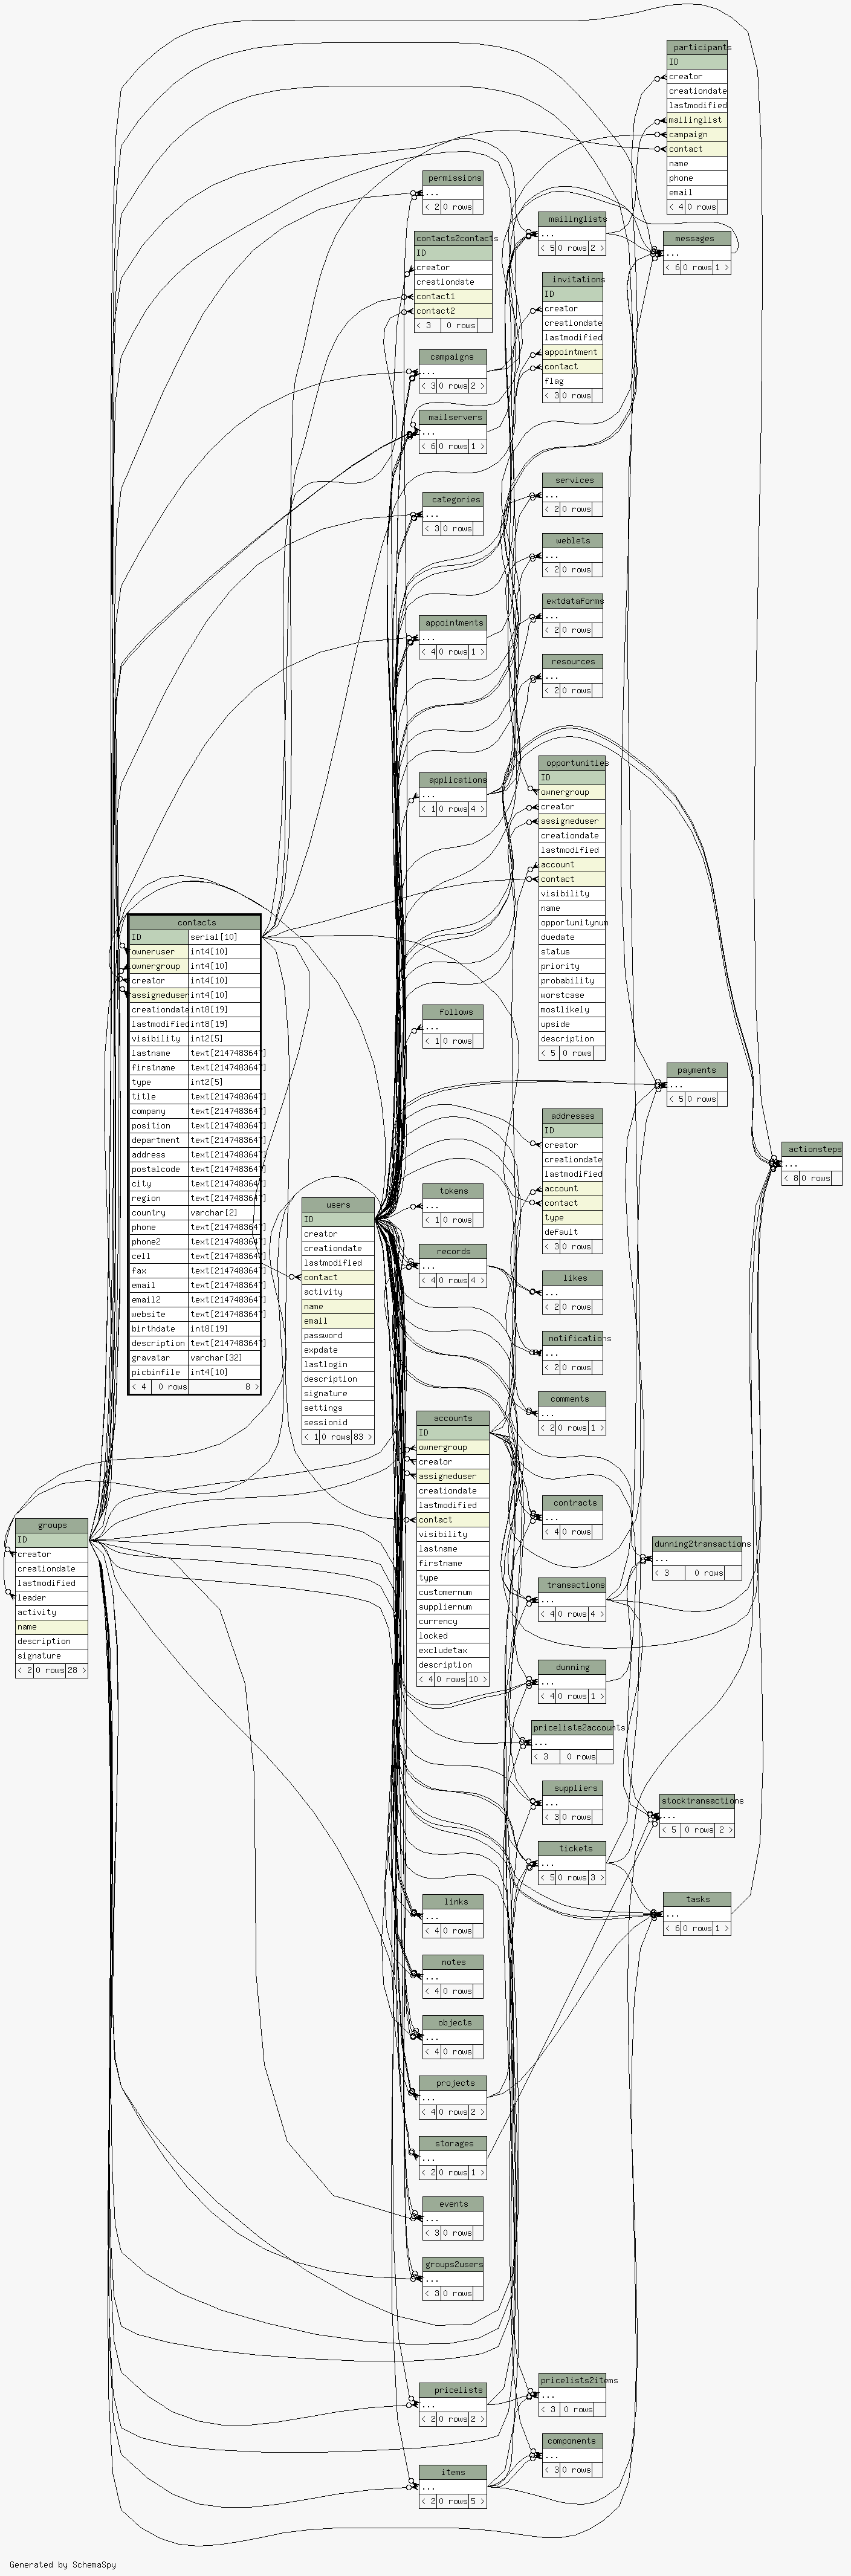 participants
ID
creator
creationdate
lastmodified
mailinglist
campaign
contact
name
phone
email
< 4 0 rows
permissions
...
< 2 0 rows
mailinglists
...
< 5 0 rows 2 >
messages
...
< 6 0 rows 1 >
contacts2contacts
ID
creator
creationdate
contact1
contact2
< 3 0 rows
invitations
ID
creator
creationdate
lastmodified
appointment
contact
flag
< 3 0 rows
campaigns
...
< 3 0 rows 2 >
mailservers
...
< 6 0 rows 1 >
categories
...
< 3 0 rows
services
...
< 2 0 rows
weblets
...
< 2 0 rows
extdataforms
...
< 2 0 rows
appointments
...
< 4 0 rows 1 >
resources
...
< 2 0 rows
applications
...
< 1 0 rows 4 >
opportunities
ID
ownergroup
creator
assigneduser
creationdate
lastmodified
account
contact
visibility
name
opportunitynum
duedate
status
priority
probability
worstcase
mostlikely
upside
description
< 5 0 rows
contacts
ID serial[10]
owneruser int4[10]
ownergroup int4[10]
creator int4[10]
assigneduser int4[10]
creationdate int8[19]
lastmodified int8[19]
visibility int2[5]
lastname text[2147483647]
firstname text[2147483647]
type int2[5]
title text[2147483647]
company text[2147483647]
position text[2147483647]
department text[2147483647]
address text[2147483647]
postalcode text[2147483647]
city text[2147483647]
region text[2147483647]
country varchar[2]
phone text[2147483647]
phone2 text[2147483647]
cell text[2147483647]
fax text[2147483647]
email text[2147483647]
email2 text[2147483647]
website text[2147483647]
birthdate int8[19]
description text[2147483647]
gravatar varchar[32]
picbinfile int4[10]
< 4 0 rows 8 >
follows
...
< 1 0 rows
payments
...
< 5 0 rows
addresses
ID
creator
creationdate
lastmodified
account
contact
type
default
< 3 0 rows
actionsteps
...
< 8 0 rows
tokens
...
< 1 0 rows
users
ID
creator
creationdate
lastmodified
contact
activity
name
email
password
expdate
lastlogin
description
signature
settings
sessionid
< 1 0 rows 83 >
records
...
< 4 0 rows 4 >
likes
...
< 2 0 rows
notifications
...
< 2 0 rows
comments
...
< 2 0 rows 1 >
accounts
ID
ownergroup
creator
assigneduser
creationdate
lastmodified
contact
visibility
lastname
firstname
type
customernum
suppliernum
currency
locked
excludetax
description
< 4 0 rows 10 >
contracts
...
< 4 0 rows
groups
ID
creator
creationdate
lastmodified
leader
activity
name
description
signature
< 2 0 rows 28 >
dunning2transactions
...
< 3 0 rows
transactions
...
< 4 0 rows 4 >
dunning
...
< 4 0 rows 1 >
pricelists2accounts
...
< 3 0 rows
suppliers
...
< 3 0 rows
stocktransactions
...
< 5 0 rows 2 >
tickets
...
< 5 0 rows 3 >
links
...
< 4 0 rows
tasks
...
< 6 0 rows 1 >
notes
...
< 4 0 rows
objects
...
< 4 0 rows
projects
...
< 4 0 rows 2 >
storages
...
< 2 0 rows 1 >
events
...
< 3 0 rows
groups2users
...
< 3 0 rows
pricelists
...
< 2 0 rows 2 >
pricelists2items
...
< 3 0 rows
components
...
< 3 0 rows
items
...
< 2 0 rows 5 >
Generated by SchemaSpy